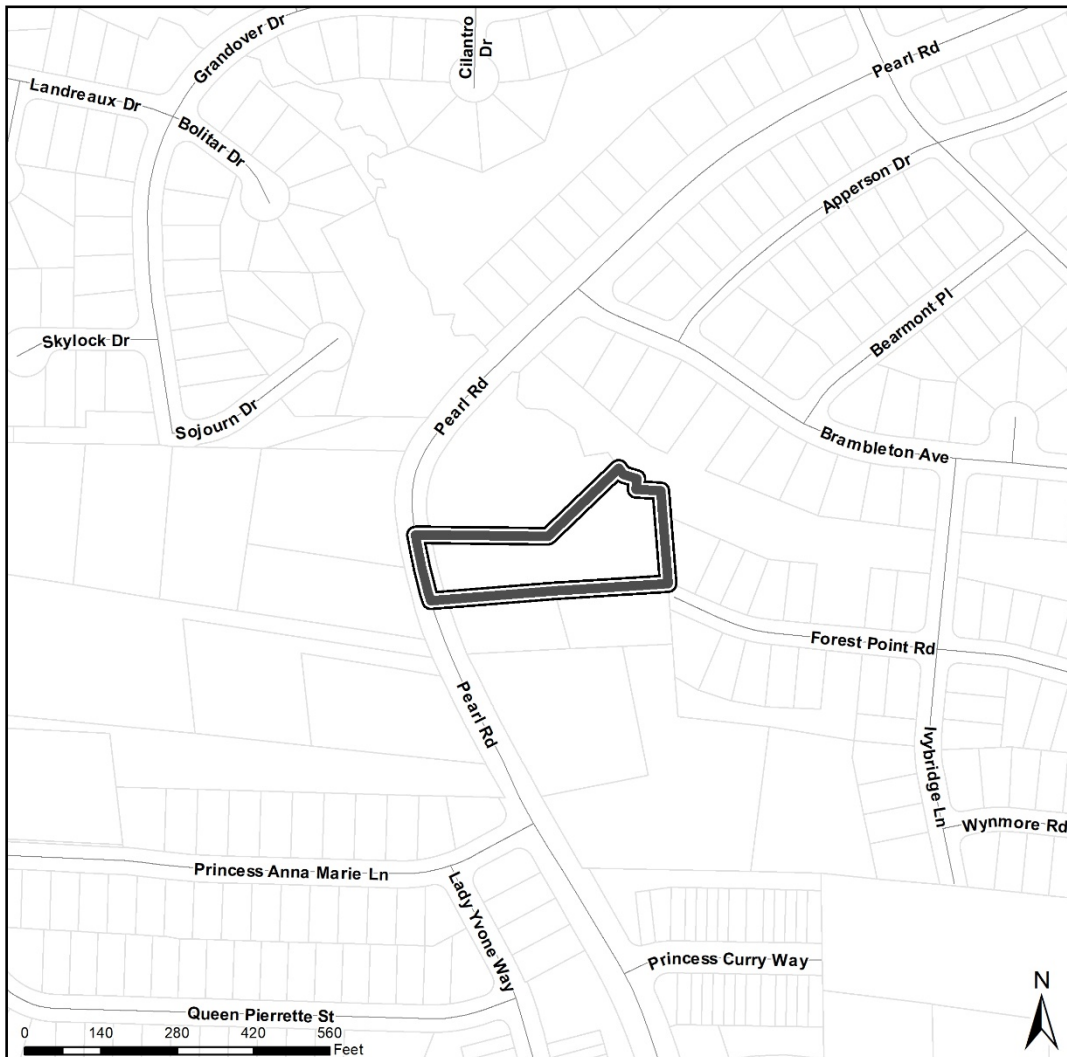 Grandover Dr
Cilantro
Dr
Pearl Rd
Landreaux Dr
Bolitar Dr
Apperson Dr
Bearmont Pl
Skylock Dr
Sojourn Dr
Pearl Rd
Brambleton Ave
Forest Point Rd
Pearl Rd
Ivybridge Ln
Wynmore Rd
Princess Anna Marie Ln
Lady Yvone Way
Princess Curry Way
N
Queen Pierrette St
0 140 280 420 560
Feet